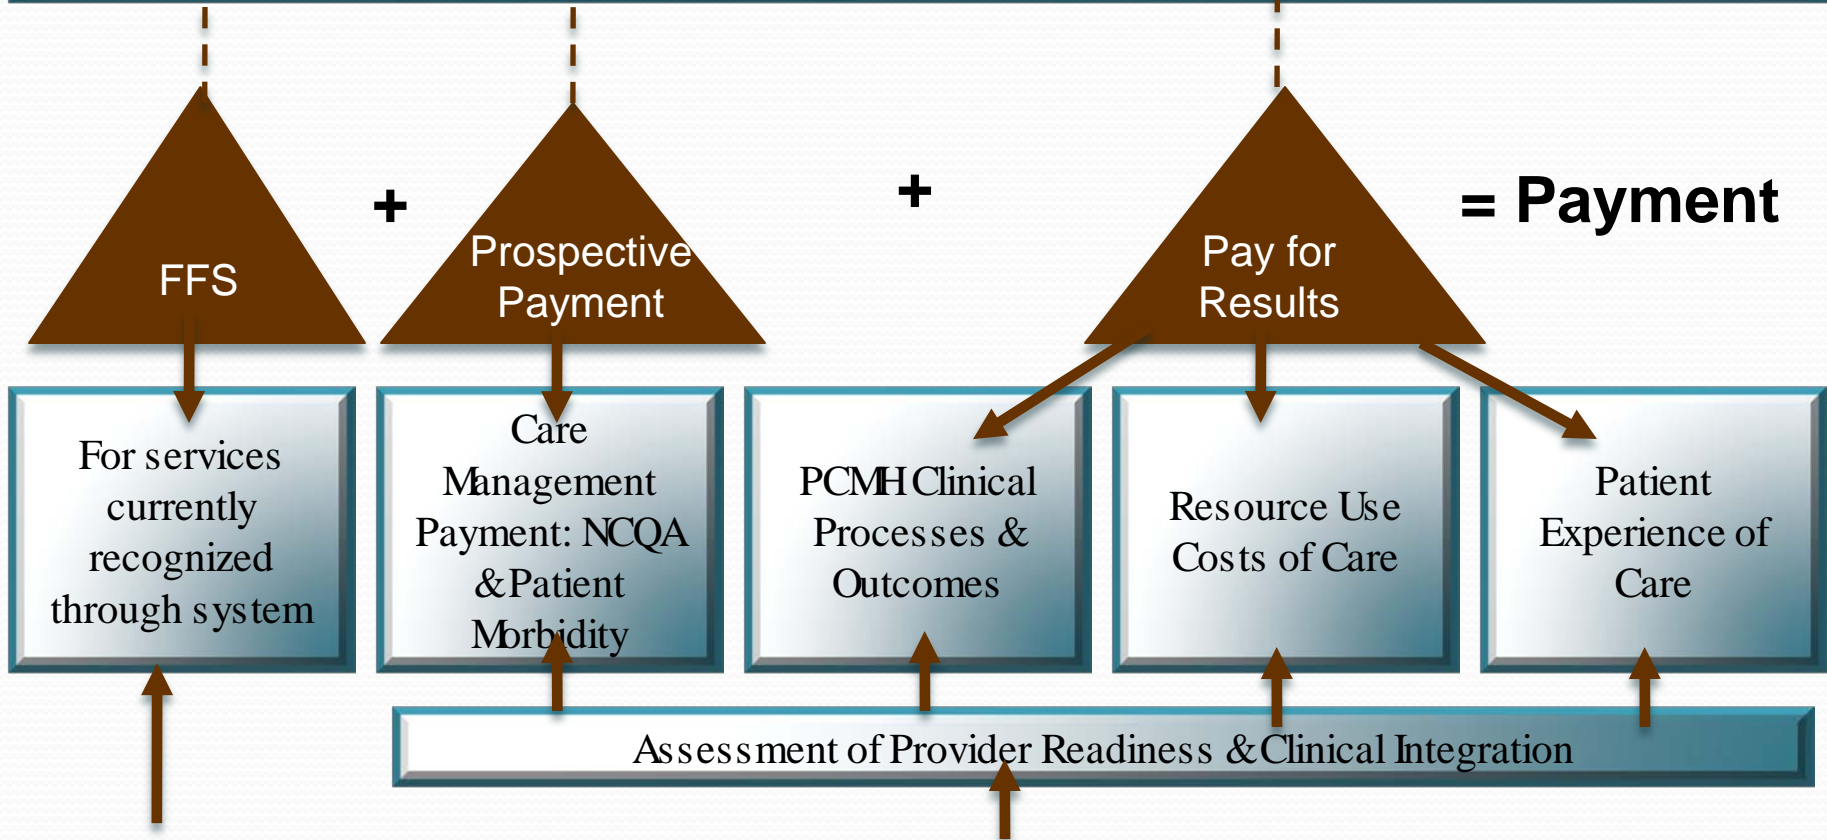 FFS
+
Prospective
Payment
+
Pay for
Results
= Payment
For services
currently
recognized
through system
Care
Management
Payment: NCQA
& Patient
Morbidity
PCMH Clinical
Processes &
Outcomes
Resource Use
Costs of Care
Patient
Experience of
Care
Assessment of Provider Readiness & Clinical Integration